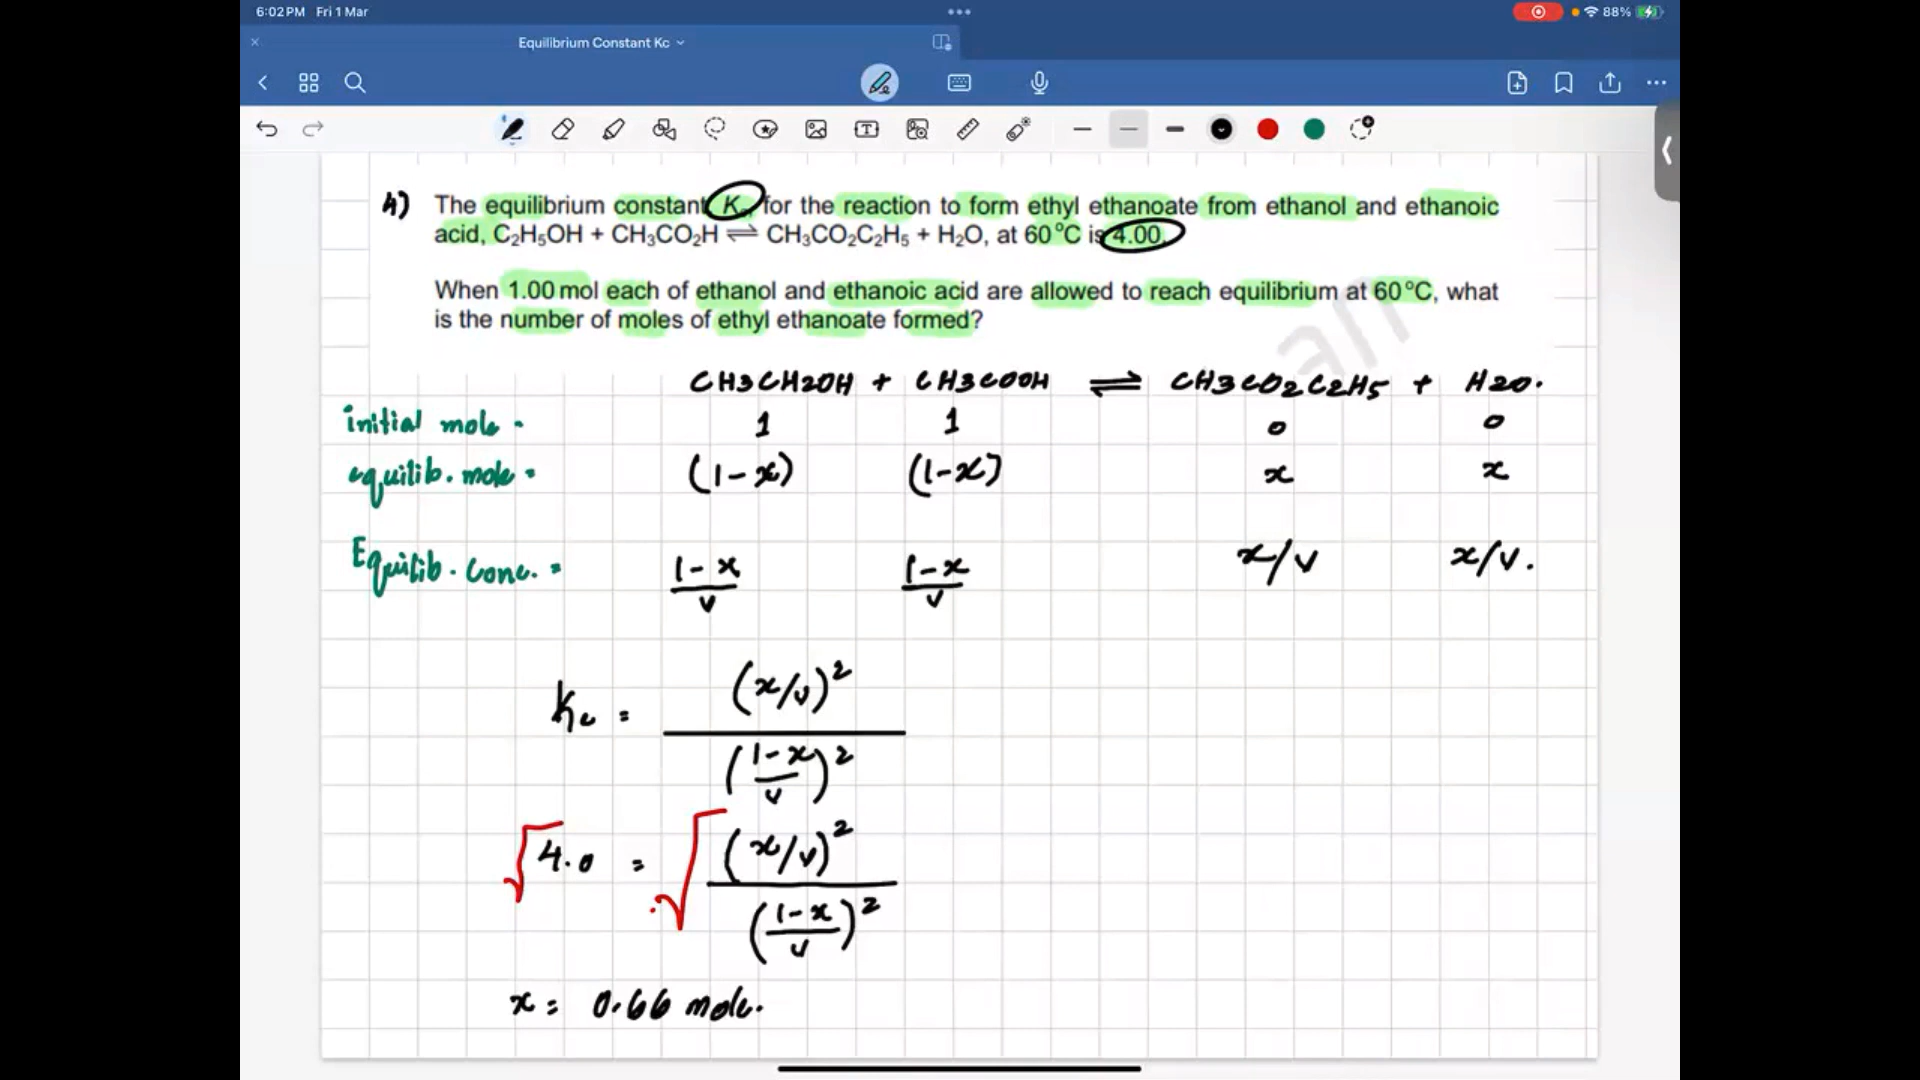 6:02PM Fri 1 Mar
88%
Equilibrium Constant Kc
4) The equilibrium constant Kc, for the reaction to form ethyl ethanoate from ethanol and ethanoic
acid, C₂H₅OH + CH₃CO₂H ⇌ CH₃CO₂C₂H₅ + H₂O, at 60°C is 4.00.
When 1.00 mol each of ethanol and ethanoic acid are allowed to reach equilibrium at 60°C, what
is the number of moles of ethyl ethanoate formed?
CH3CH2OH + CH3COOH ⇌ CH3CO2C2H5 + H2O.
initial mole = 1 1 0 0
equilib. mole = (1-x) (1-x) x x
Equilib. Conc. = (1-x)/v (1-x)/v x/v x/v.
Kc = (x/v)² / ((1-x)/v)²
√4.0 = √(x/v)² / ((1-x)/v)²
x = 0.66 mole.